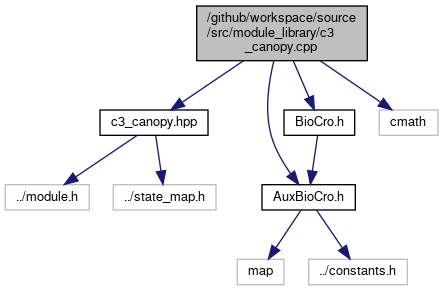 /github/workspace/source
/src/module_library/c3
_canopy.cpp
c3_canopy.hpp
BioCro.h
cmath
../module.h
../state_map.h
AuxBioCro.h
map
../constants.h